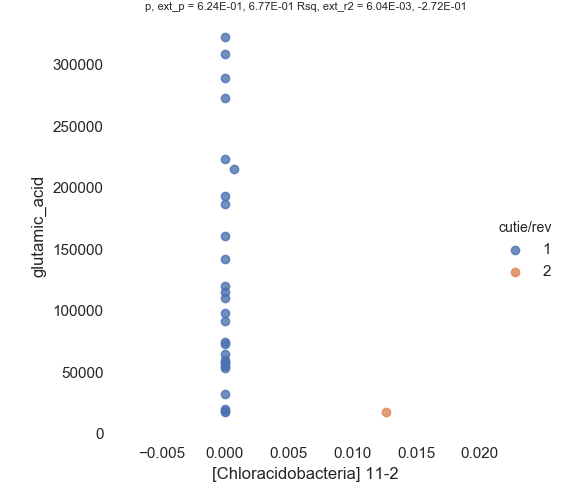 p, ext_p = 6.24E-01, 6.77E-01 Rsq, ext_r2 = 6.04E-03, -2.72E-01
300000
250000
200000
150000
100000
50000
0
glutamic_acid
cutie/rev
1
2
−0.005 0.000 0.005 0.010 0.015 0.020
[Chloracidobacteria] 11-2